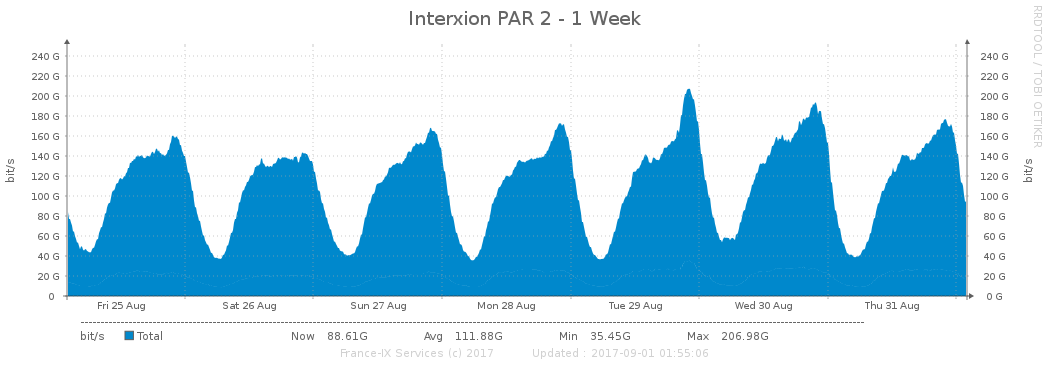 Interxion PAR 2 - 1 Week
RRDTOOL / TOBI OETIKER
bit/s
240 G
220 G
200 G
180 G
160 G
140 G
120 G
100 G
80 G
60 G
40 G
20 G
0
240 G
220 G
200 G
180 G
160 G
140 G
120 G
100 G
80 G
60 G
40 G
20 G
0 G
bit/s
Fri 25 Aug Sat 26 Aug Sun 27 Aug Mon 28 Aug Tue 29 Aug Wed 30 Aug Thu 31 Aug
bit/s Total Now 88.61G Avg 111.88G Min 35.45G Max 206.98G
France-IX Services (c) 2017 Updated : 2017-09-01 01:55:06